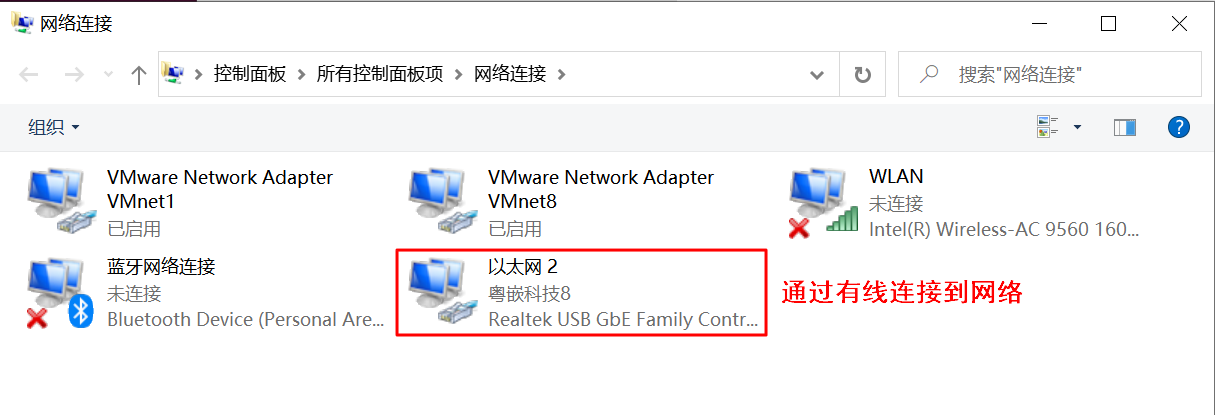 网络连接
控制面板 > 所有控制面板项 > 网络连接 >
搜索"网络连接"
组织
VMware Network Adapter
VMnet1
已启用
VMware Network Adapter
VMnet8
已启用
WLAN
未连接
Intel(R) Wireless-AC 9560 160...
蓝牙网络连接
未连接
Bluetooth Device (Personal Are...
以太网 2
粤嵌科技8
Realtek USB GbE Family Contr...
通过有线连接到网络